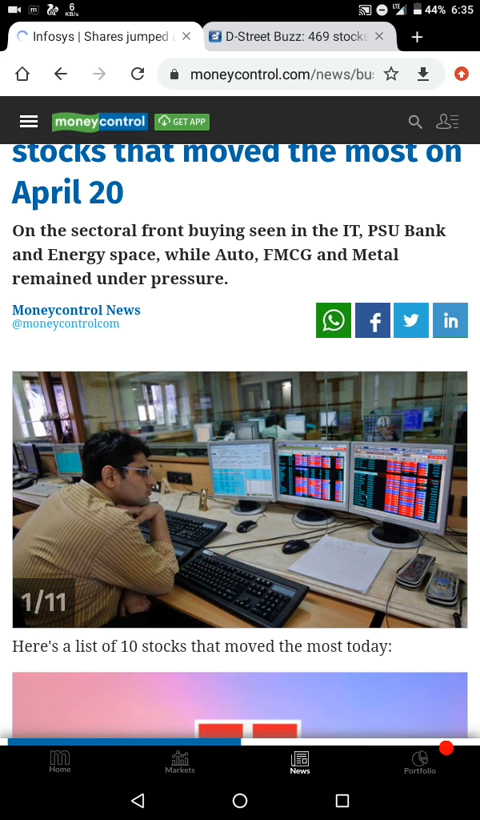 6 KB/s
LTE
44% 6:35
Infosys | Shares jumped
D-Street Buzz: 469 stocks
moneycontrol.com/news/bu
moneycontrol
GET APP
stocks that moved the most on
April 20
On the sectoral front buying seen in the IT, PSU Bank
and Energy space, while Auto, FMCG and Metal
remained under pressure.
Moneycontrol News
@moneycontrolcom
1/11
Here's a list of 10 stocks that moved the most today:
Home
Markets
News
Portfolio